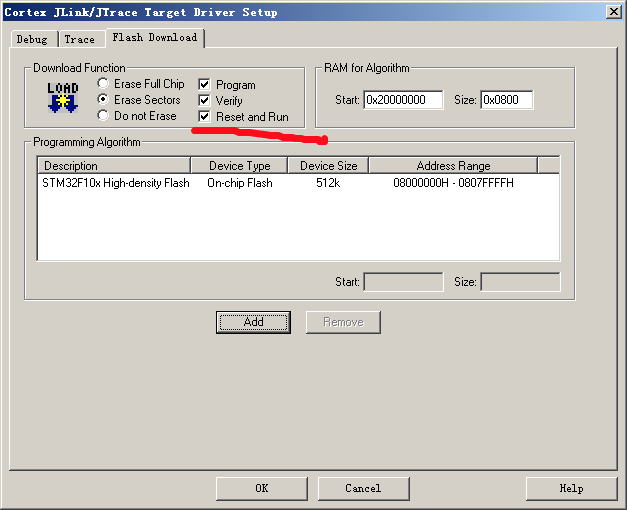 Cortex JLink/JTrace Target Driver Setup
Debug Trace Flash Download
Download Function
LOAD
Erase Full Chip
Erase Sectors
Do not Erase
Program
Verify
Reset and Run
RAM for Algorithm
Start: 0x20000000 Size: 0x0800
Programming Algorithm
Description Device Type Device Size Address Range
STM32F10x High-density Flash On-chip Flash 512k 08000000H - 0807FFFFH
Start: Size:
Add Remove
OK Cancel Help